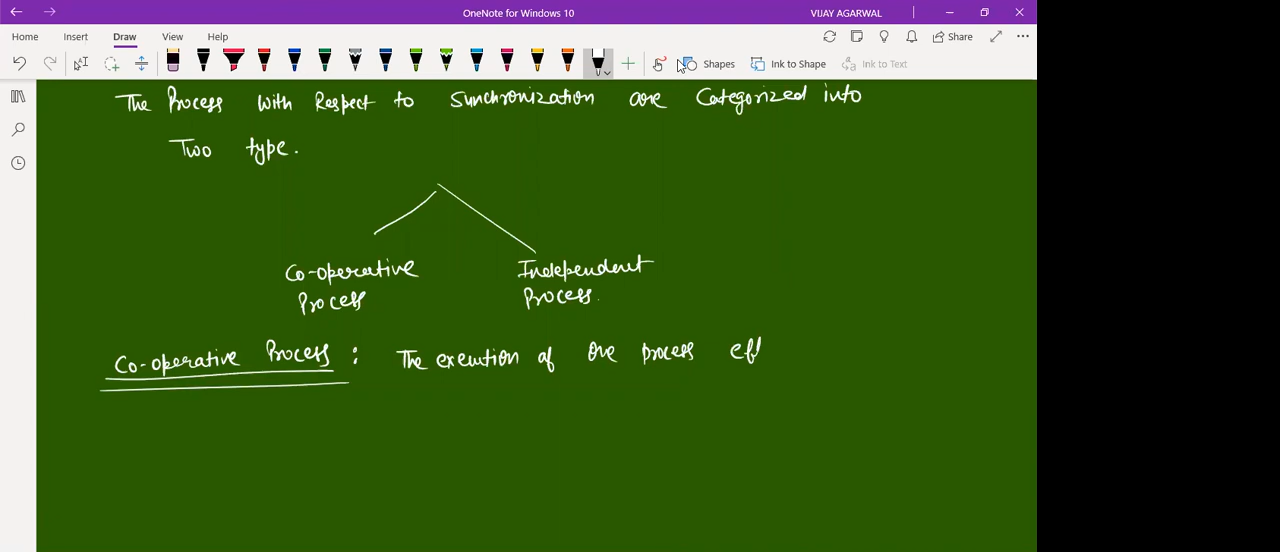 OneNote for Windows 10
VIJAY AGARWAL
Home Insert Draw View Help
Share
Shapes Ink to Shape Ink to Text
The Process With Respect to Synchronization are Categorized into
Two type.
Co-operative Process
Independent Process.
Co-operative Process : The execution of one process eff